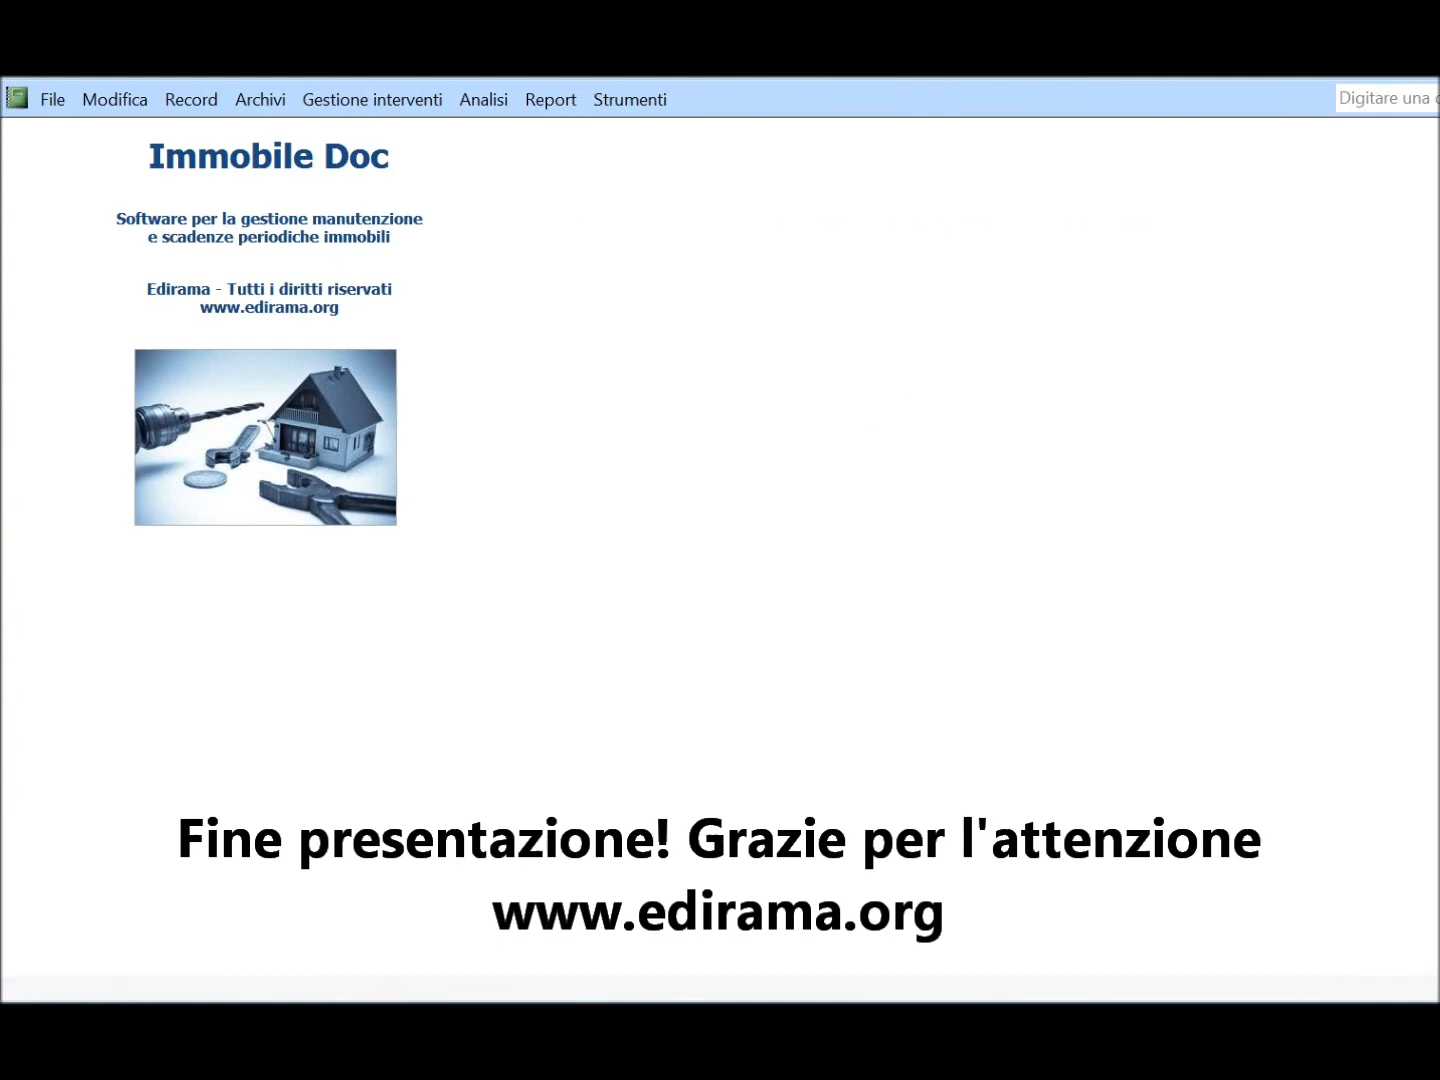 File Modifica Record Archivi Gestione interventi Analisi Report Strumenti
Digitare una
Immobile Doc
Software per la gestione manutenzione
e scadenze periodiche immobili
Edirama - Tutti i diritti riservati
www.edirama.org
Fine presentazione! Grazie per l'attenzione
www.edirama.org